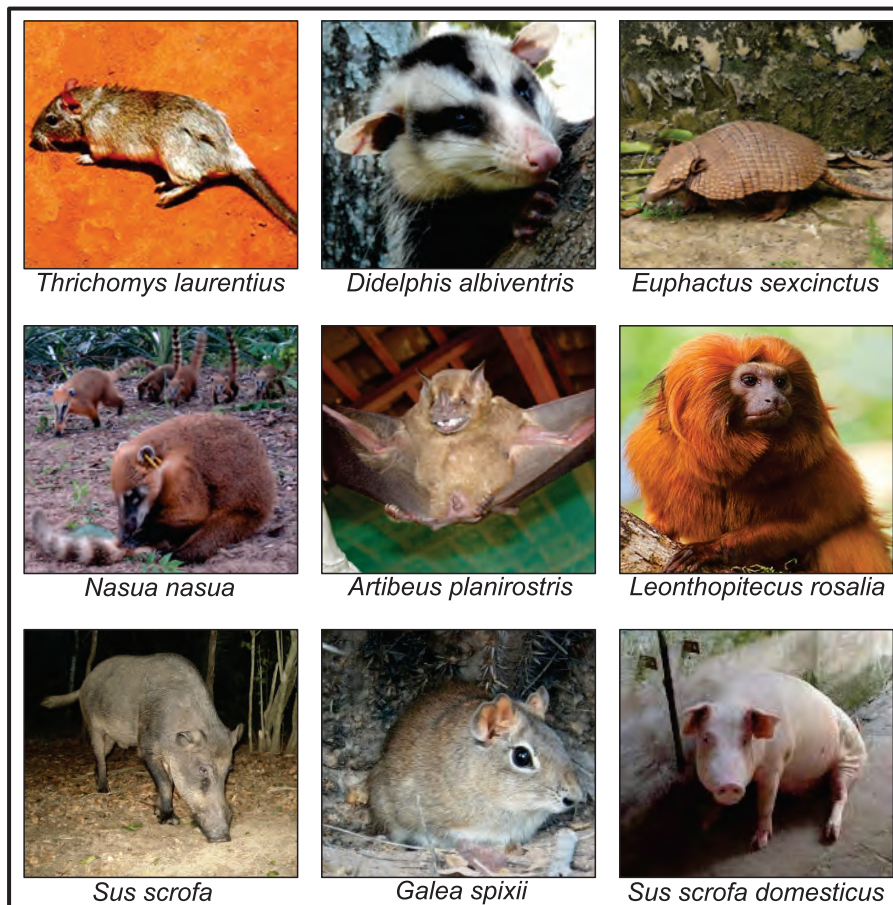 Thrichomys laurentius
Didelphis albiventris
Euphactus sexcinctus
Nasua nasua
Artibeus planirostris
Leonthopitecus rosalia
Sus scrofa
Galea spixii
Sus scrofa domesticus